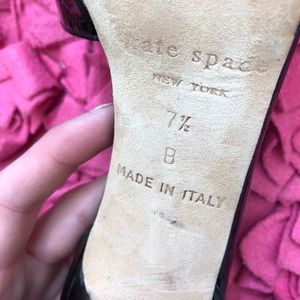 kate spade
NEW YORK
7½
B
MADE IN ITALY